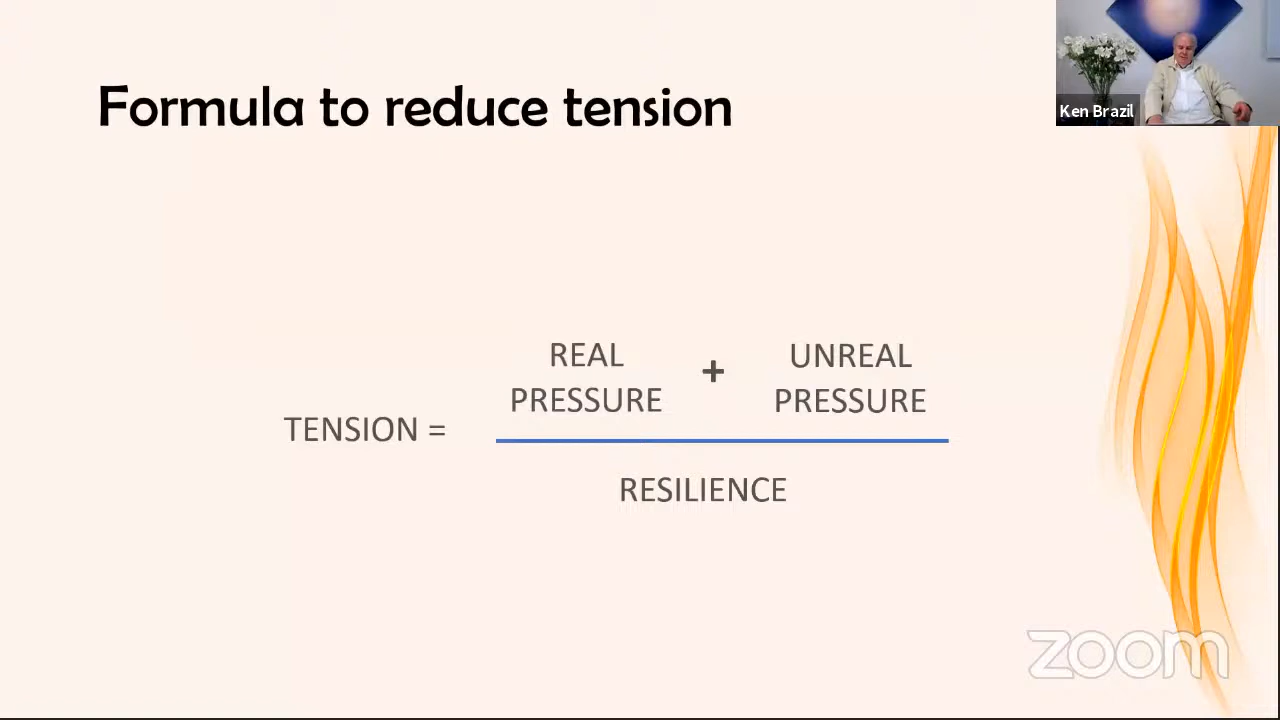 Formula to reduce tension
Ken Brazil
REAL
PRESSURE
+
UNREAL
PRESSURE
TENSION =
RESILIENCE
zoom